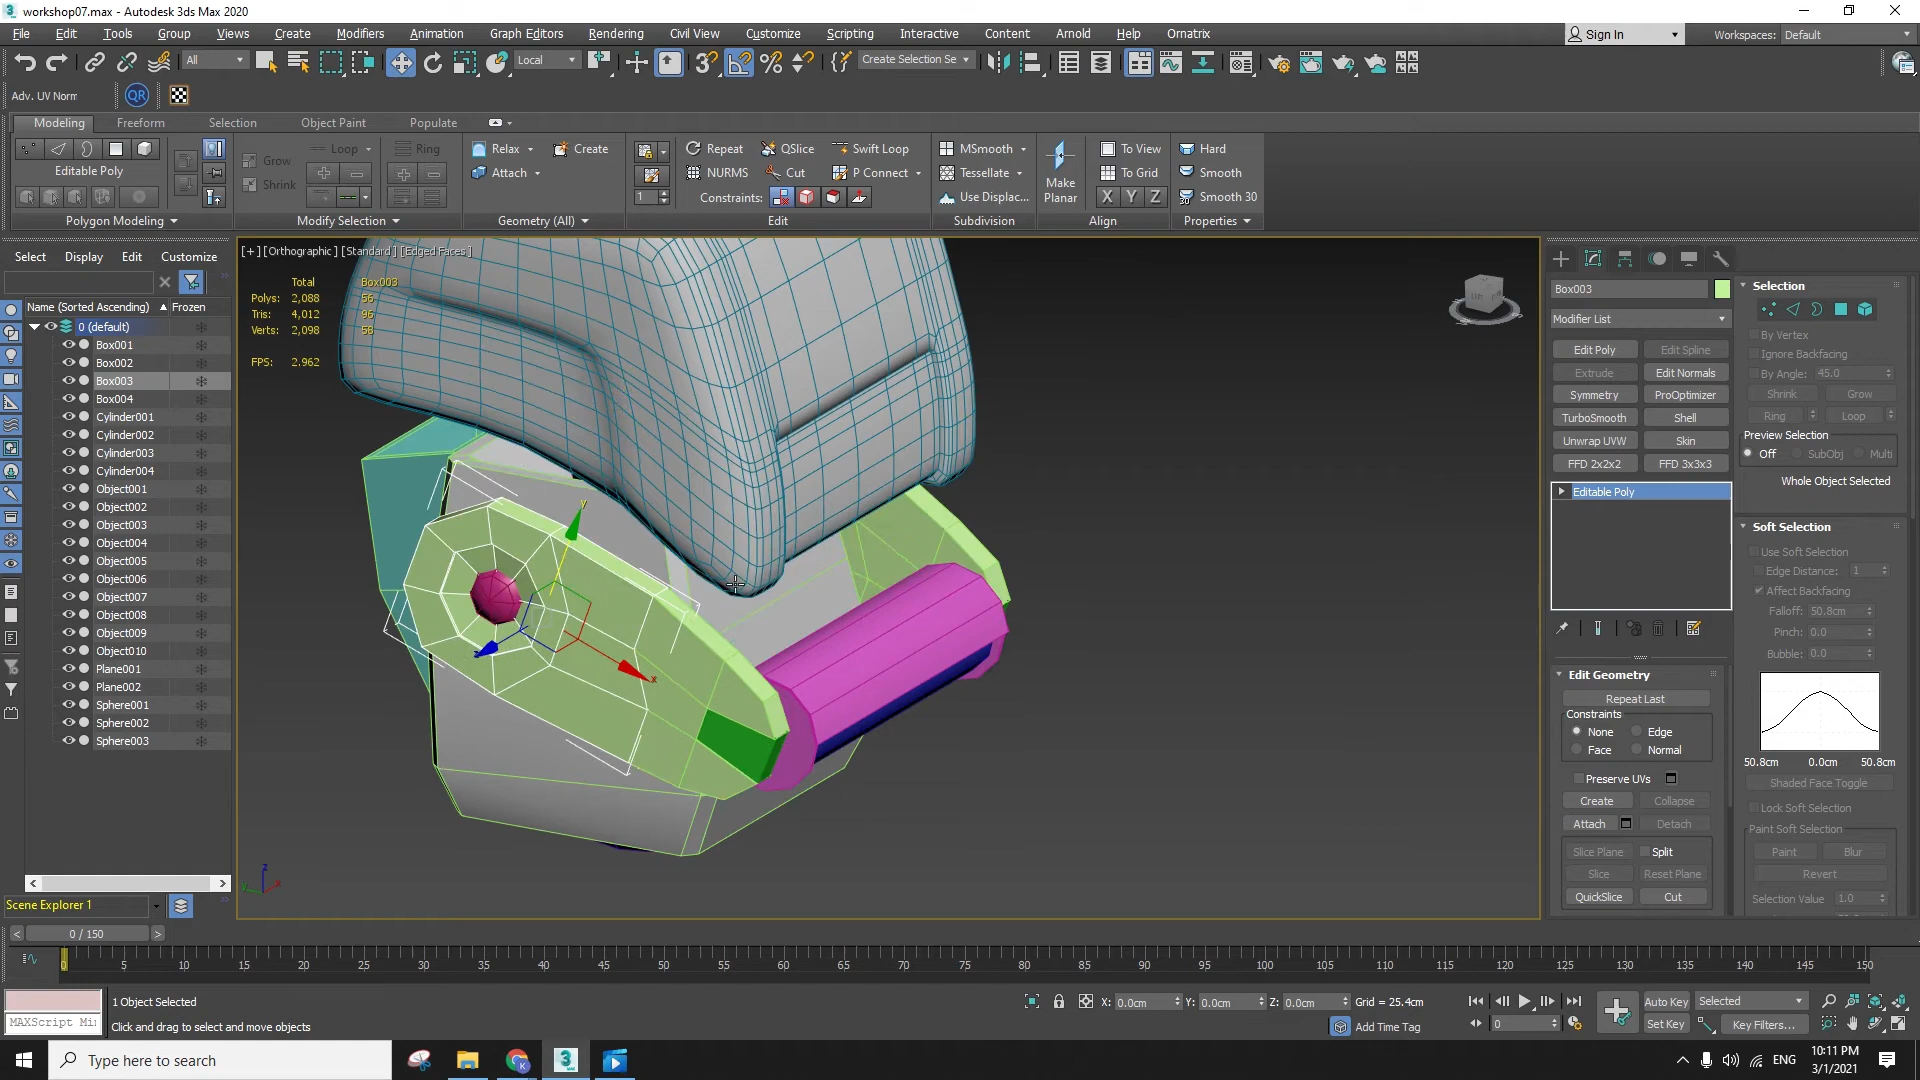 workshop07.max - Autodesk 3ds Max 2020
File Edit Tools Group Views Create Modifiers Animation Graph Editors Rendering Civil View Customize Scripting Interactive Content Arnold Help Ornatrix Sign In Workspaces: Default
All Local Create Selection Se
Adv. UV Norm QR
Modeling Freeform Selection Object Paint Populate
Loop Ring Relax Create Repeat QSlice Swift Loop MSmooth To View Hard
Grow
Editable Poly Shrink Attach NURMS Cut P Connect Tessellate Make To Grid Smooth
1 Constraints: Use Displac... Planar X Y Z Smooth 30
Polygon Modeling Modify Selection Geometry (All) Edit Subdivision Align Properties
Select Display Edit Customize
Name (Sorted Ascending) Frozen
0 (default)
Box001
Box002
Box003
Box004
Cylinder001
Cylinder002
Cylinder003
Cylinder004
Object001
Object002
Object003
Object004
Object005
Object006
Object007
Object008
Object009
Object010
Plane001
Plane002
Sphere001
Sphere002
Sphere003
Scene Explorer 1
[+] [Orthographic] [Standard] [Edged Faces]
Total Box003
Polys: 2,088 56
Tris: 4,012 96
Verts: 2,098 58
FPS: 2.962
y
x
z
z
x
y
Box003
Modifier List
Edit Poly Edit Spline
Extrude Edit Normals
Symmetry ProOptimizer
TurboSmooth Shell
Unwrap UVW Skin
FFD 2x2x2 FFD 3x3x3
Editable Poly
Edit Geometry
Repeat Last
Constraints
None Edge
Face Normal
Preserve UVs
Create Collapse
Attach Detach
Slice Plane Split
Slice Reset Plane
QuickSlice Cut
Selection
By Vertex
Ignore Backfacing
By Angle: 45.0
Shrink Grow
Ring Loop
Preview Selection
Off SubObj Multi
Whole Object Selected
Soft Selection
Use Soft Selection
Edge Distance: 1
Affect Backfacing
Falloff: 50.8cm
Pinch: 0.0
Bubble: 0.0
50.8cm 0.0cm 50.8cm
Shaded Face Toggle
Lock Soft Selection
Paint Soft Selection
Paint Blur
Revert
Selection Value 1.0
< 0 / 150 >
0 5 10 15 20 25 30 35 40 45 50 55 60 65 70 75 80 85 90 95 100 105 110 115 120 125 130 135 140 145 150
1 Object Selected X: 0.0cm Y: 0.0cm Z: 0.0cm Grid = 25.4cm Auto Key Selected
MAXScript Mi Click and drag to select and move objects Add Time Tag 0 Set Key Key Filters...
Type here to search ENG 10:11 PM
3/1/2021